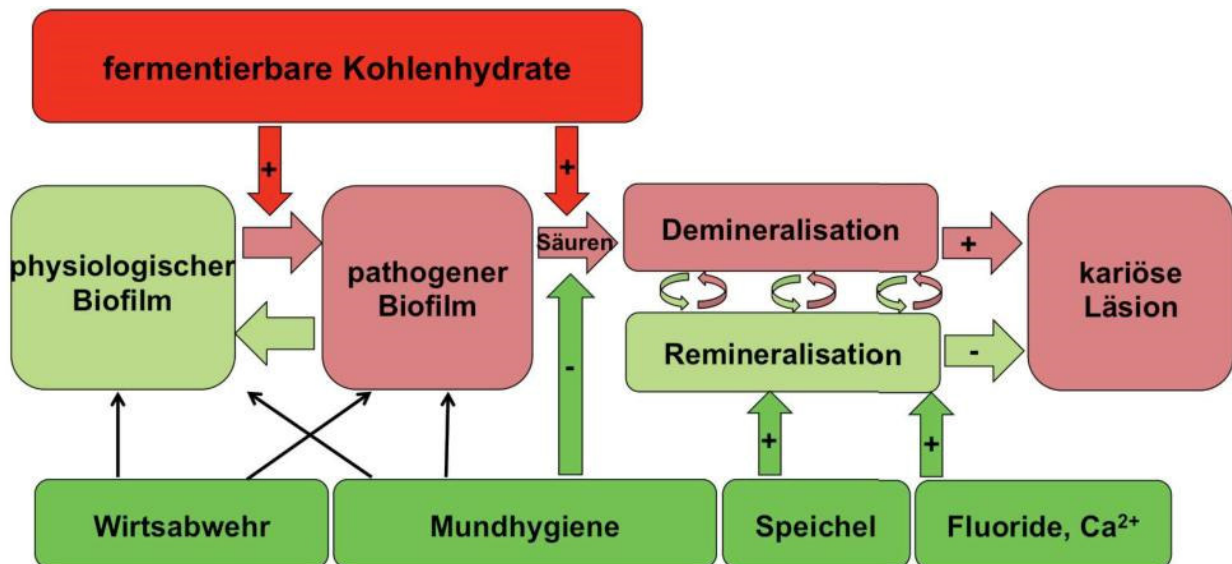 fermentierbare Kohlenhydrate
+
+
physiologischer
Biofilm
pathogener
Biofilm
Säuren
Demineralisation
+
kariöse
Läsion
Remineralisation
-
-
+
+
Wirtsabwehr
Mundhygiene
Speichel
Fluoride, Ca²⁺